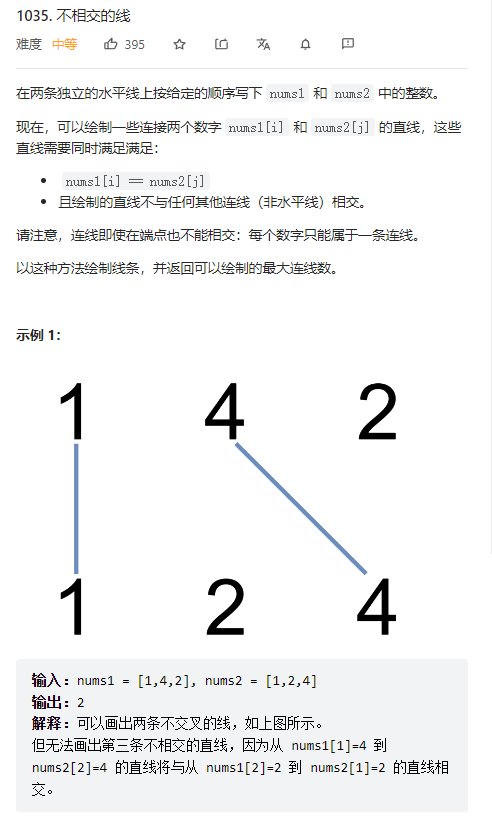 1035. 不相交的线
难度 中等 395
在两条独立的水平线上按给定的顺序写下 nums1 和 nums2 中的整数。
现在，可以绘制一些连接两个数字 nums1[i] 和 nums2[j] 的直线，这些
直线需要同时满足满足：
• nums1[i] == nums2[j]
• 且绘制的直线不与任何其他连线（非水平线）相交。
请注意，连线即使在端点也不能相交：每个数字只能属于一条连线。
以这种方法绘制线条，并返回可以绘制的最大连线数。
示例 1：
1 4 2
1 2 4
输入：nums1 = [1,4,2], nums2 = [1,2,4]
输出：2
解释：可以画出两条不交叉的线，如上图所示。
但无法画出第三条不相交的直线，因为从 nums1[1]=4 到
nums2[2]=4 的直线将与从 nums1[2]=2 到 nums2[1]=2 的直线相
交。